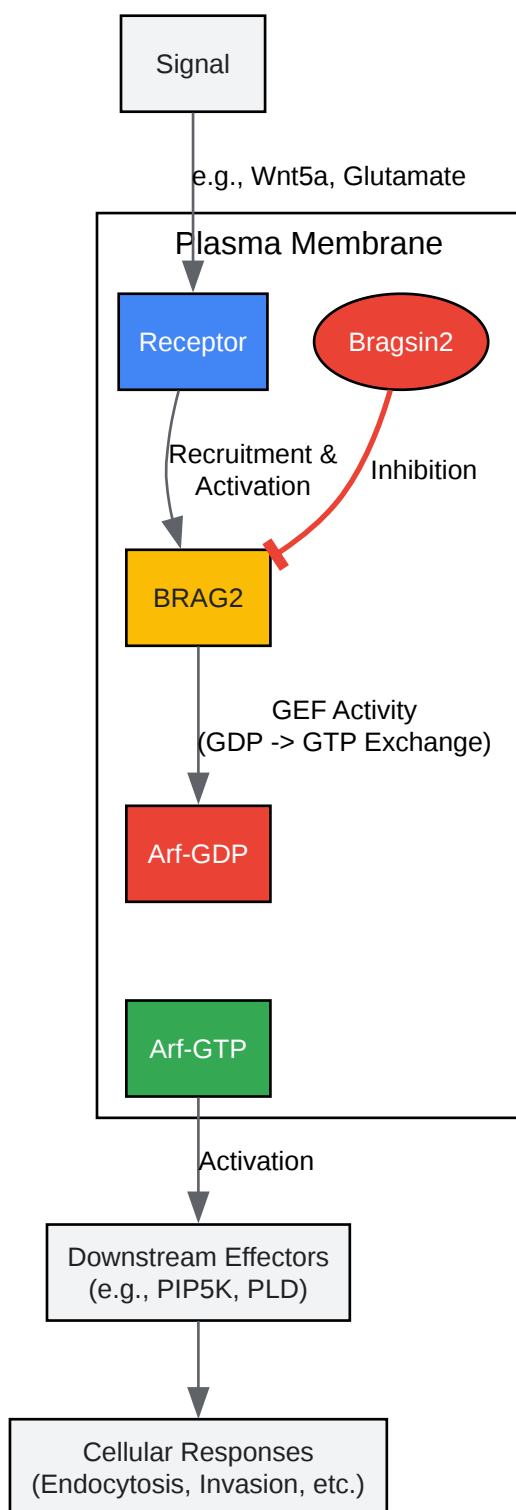 Signal
e.g., Wnt5a, Glutamate
Plasma Membrane
Receptor
Bragsin2
Recruitment &
Activation
Inhibition
BRAG2
GEF Activity
(GDP -> GTP Exchange)
Arf-GDP
Arf-GTP
Activation
Downstream Effectors
(e.g., PIP5K, PLD)
Cellular Responses
(Endocytosis, Invasion, etc.)